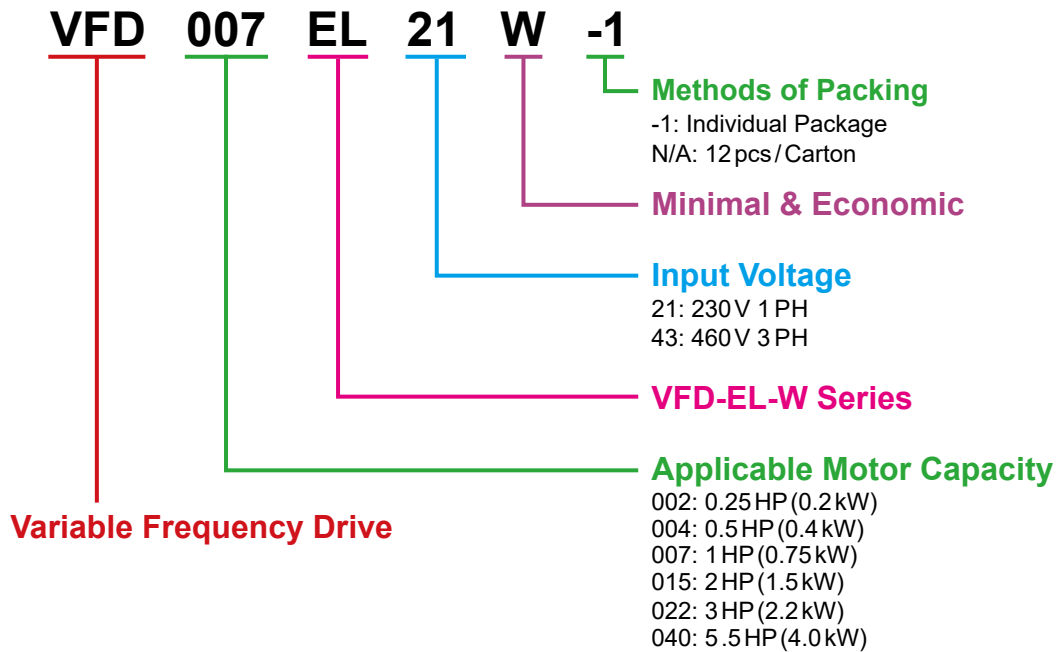 VFD 007 EL 21 W -1
Methods of Packing
-1: Individual Package
N/A: 12 pcs/Carton
Minimal & Economic
Input Voltage
21: 230 V 1 PH
43: 460 V 3 PH
VFD-EL-W Series
Applicable Motor Capacity
002: 0.25 HP (0.2 kW)
004: 0.5 HP (0.4 kW)
007: 1 HP (0.75 kW)
015: 2 HP (1.5 kW)
022: 3 HP (2.2 kW)
040: 5.5 HP (4.0 kW)
Variable Frequency Drive